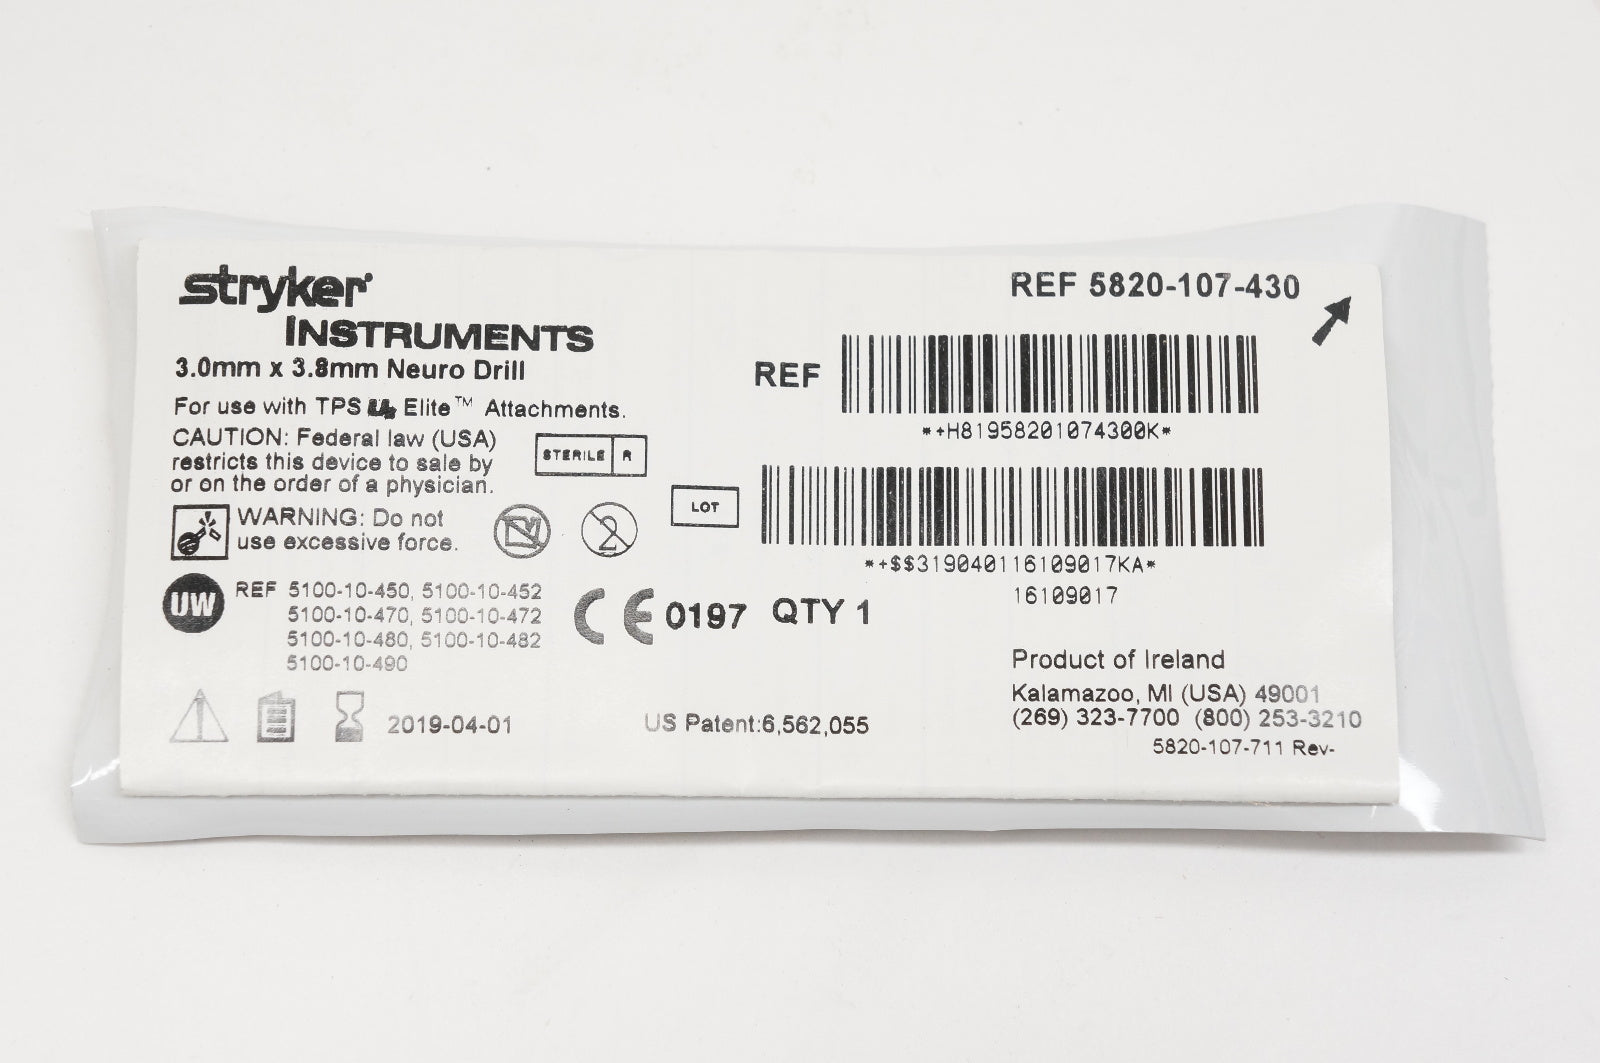 stryker
INSTRUMENTS
3.0mm x 3.8mm Neuro Drill
For use with TPS Elite™ Attachments.
CAUTION: Federal law (USA)
restricts this device to sale by
or on the order of a physician.
STERILE R
WARNING: Do not
use excessive force.
2
UW
REF 5100-10-450, 5100-10-452
5100-10-470, 5100-10-472
5100-10-480, 5100-10-482
5100-10-490
CE 0197 QTY 1
2019-04-01
US Patent:6,562,055
REF 5820-107-430
REF
*+H81958201074300K*
LOT
*+$$319040116109017KA*
16109017
Product of Ireland
Kalamazoo, MI (USA) 49001
(269) 323-7700 (800) 253-3210
5820-107-711 Rev-